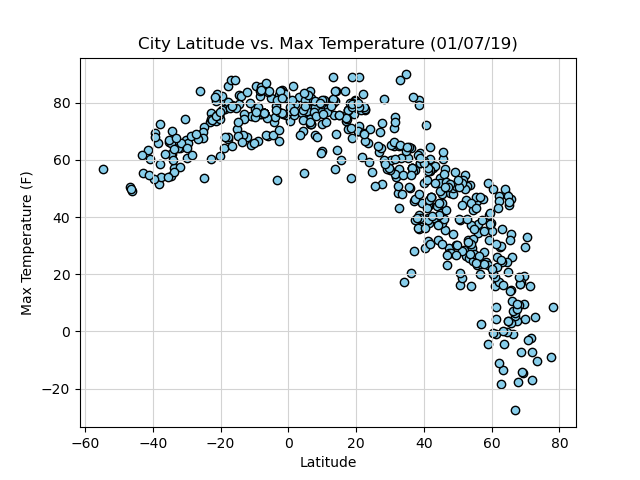 City Latitude vs. Max Temperature (01/07/19)
Max Temperature (F)
80
60
40
20
0
−20
−60 −40 −20 0 20 40 60 80
Latitude